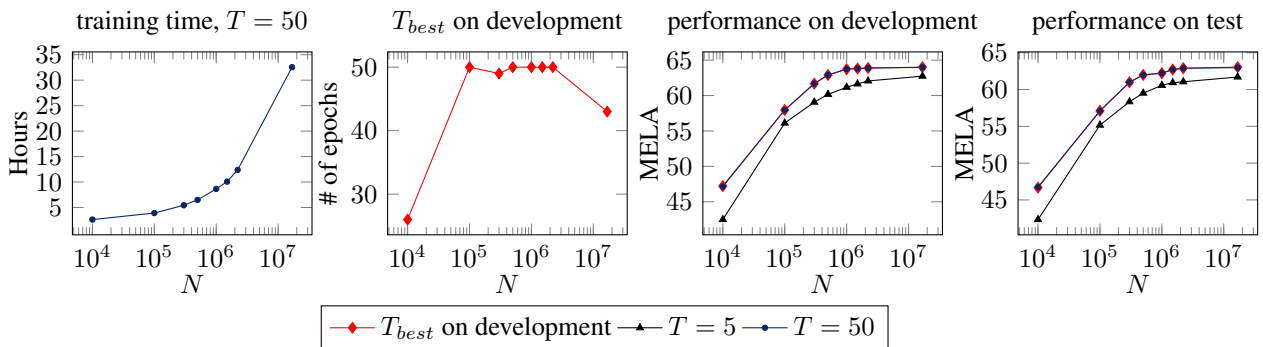 training time, T = 50
35
30
25
20
15
10
5
Hours
10^4 10^5 10^6 10^7
N
T_best on development
50
40
30
# of epochs
10^4 10^5 10^6 10^7
N
performance on development
65
60
55
50
45
MELA
10^4 10^5 10^6 10^7
N
performance on test
65
60
55
50
45
MELA
10^4 10^5 10^6 10^7
N
T_best on development T = 5 T = 50